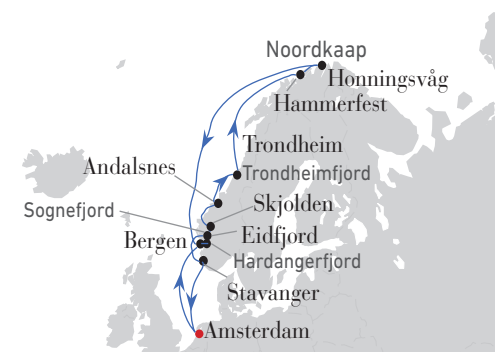 Noordkaap
Honningsvåg
Hammerfest
Trondheim
Trondheimfjord
Andalsnes
Skjolden
Sognefjord
Eidfjord
Bergen
Hardangerfjord
Stavanger
Amsterdam